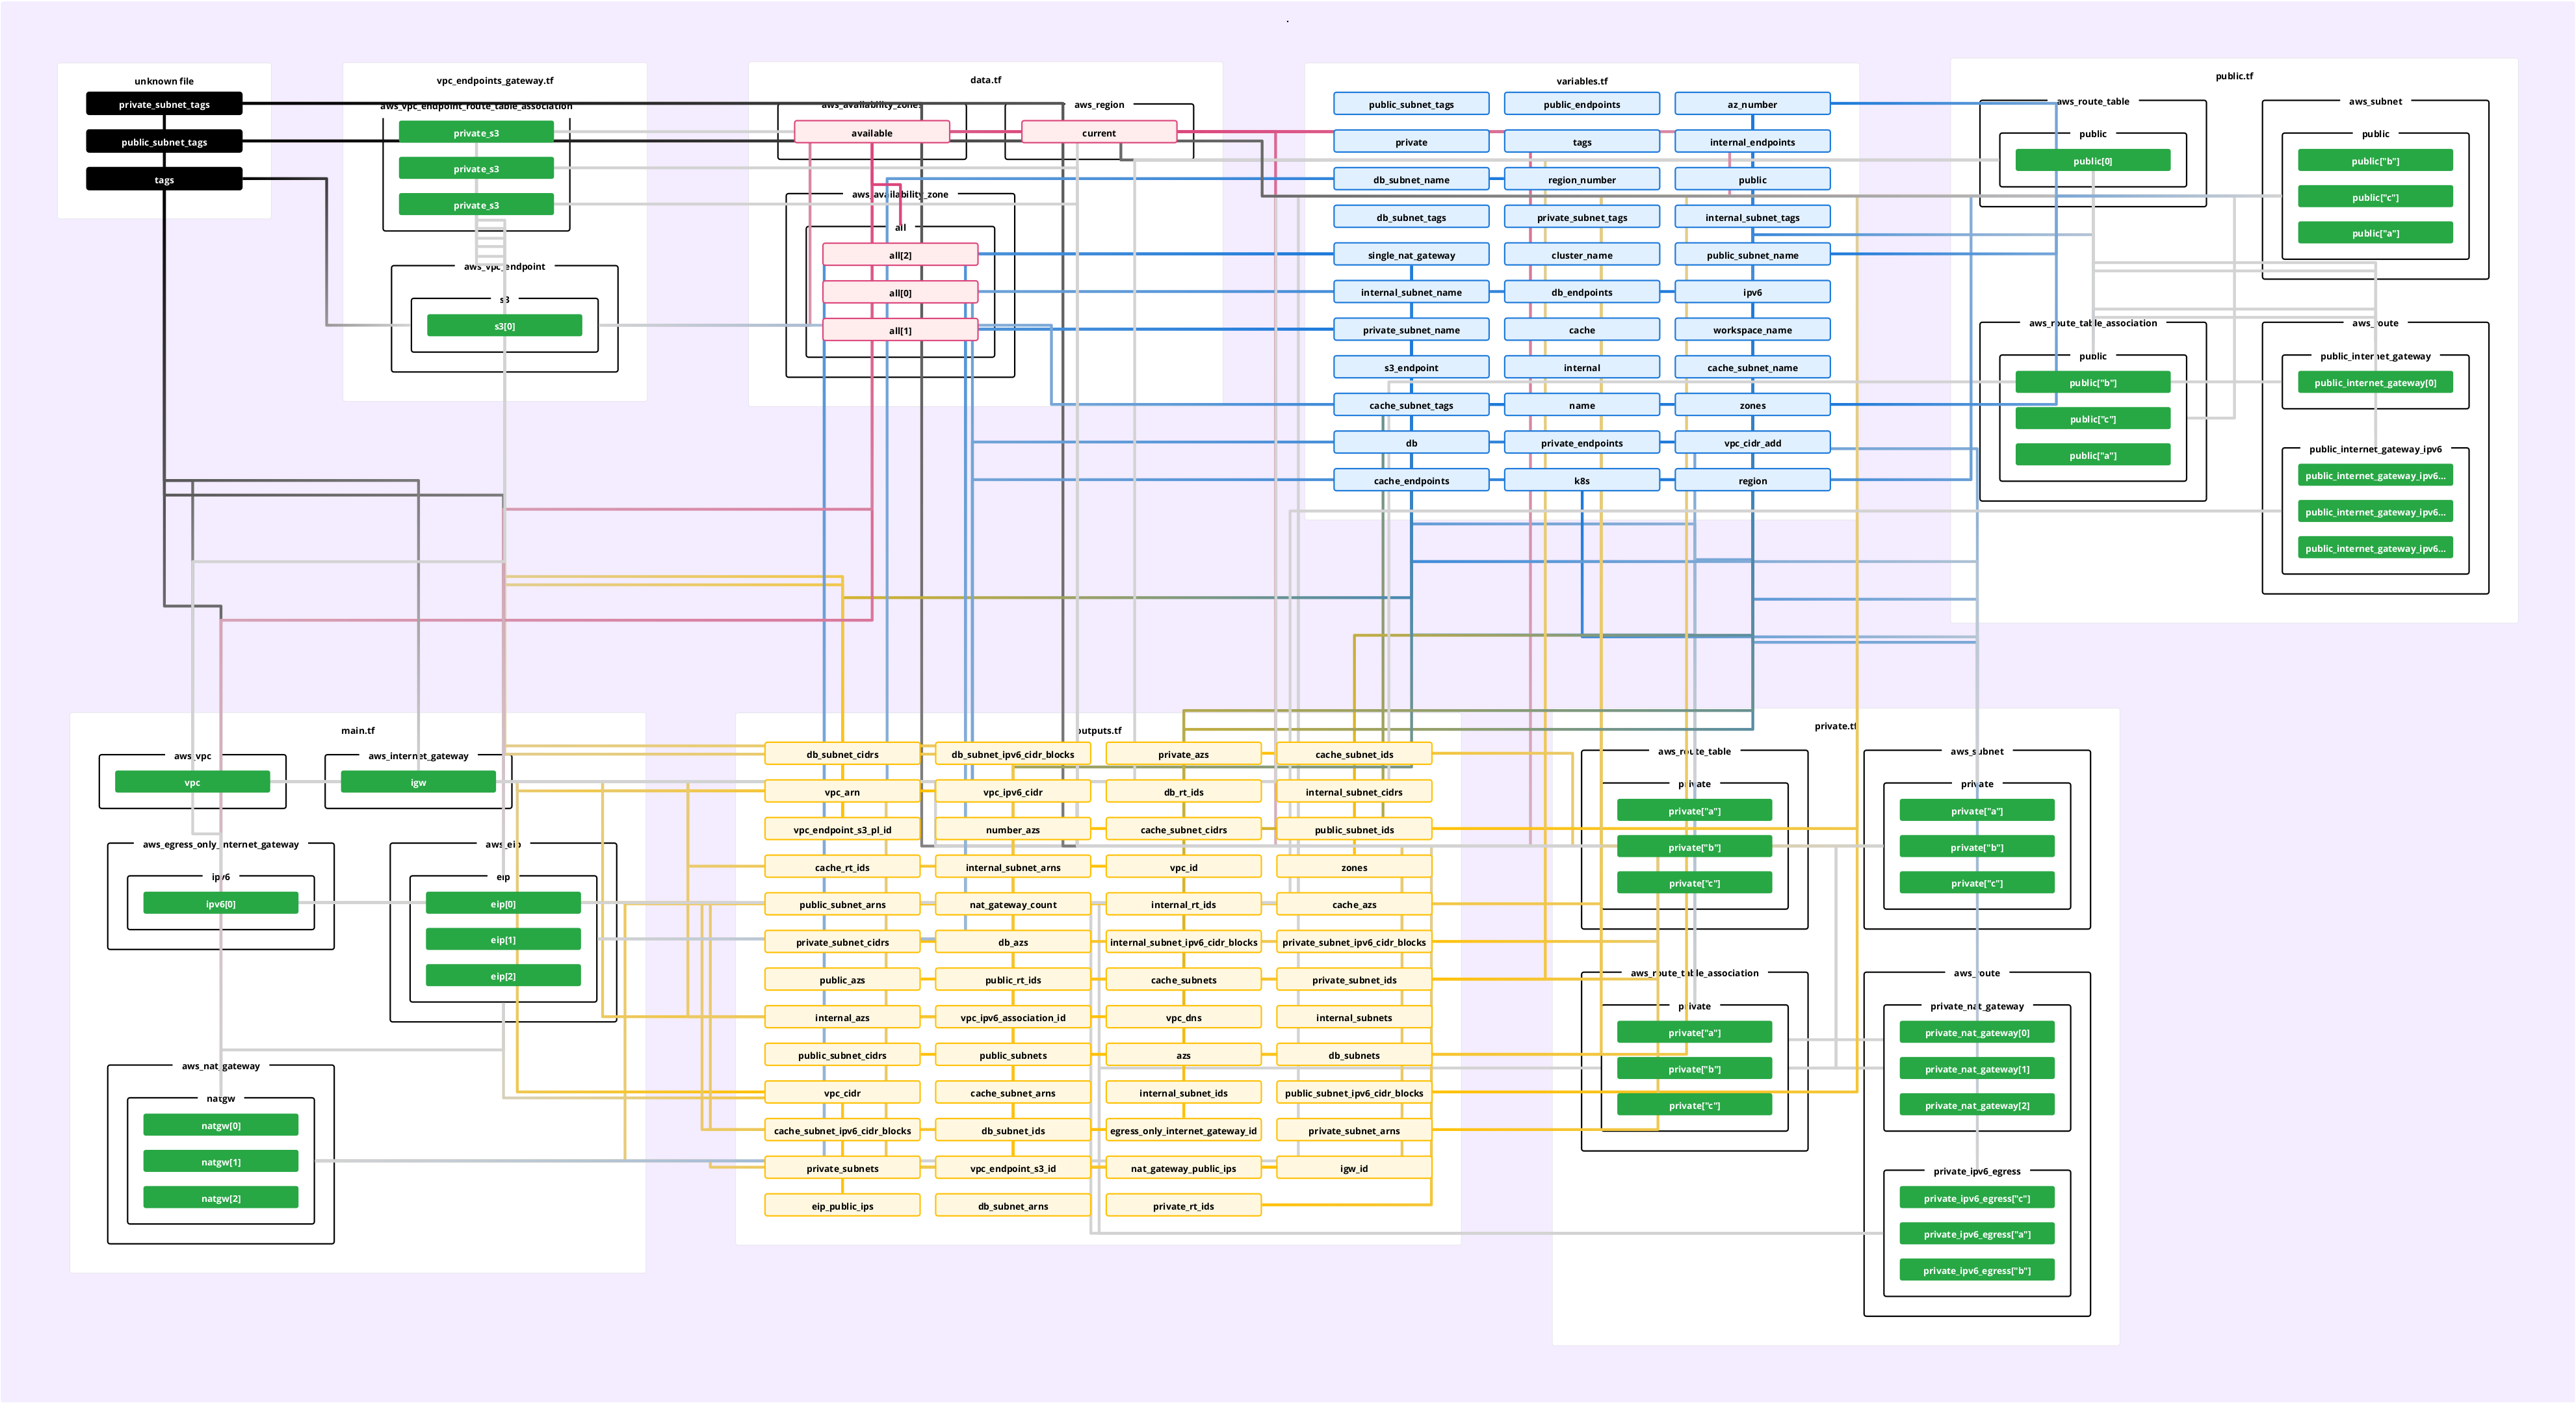 .
unknown file
private_subnet_tags
public_subnet_tags
tags
vpc_endpoints_gateway.tf
aws_vpc_endpoint_route_table_association
private_s3
private_s3
private_s3
aws_vpc_endpoint
s3
s3[0]
data.tf
aws_availability_zones
available
aws_region
current
aws_availability_zone
all
all[2]
all[0]
all[1]
variables.tf
public_subnet_tags
public_endpoints
az_number
private
tags
internal_endpoints
db_subnet_name
region_number
public
db_subnet_tags
private_subnet_tags
internal_subnet_tags
single_nat_gateway
cluster_name
public_subnet_name
internal_subnet_name
db_endpoints
ipv6
private_subnet_name
cache
workspace_name
s3_endpoint
internal
cache_subnet_name
cache_subnet_tags
name
zones
db
private_endpoints
vpc_cidr_add
cache_endpoints
k8s
region
public.tf
aws_route_table
public
public[0]
aws_subnet
public
public["b"]
public["c"]
public["a"]
aws_route_table_association
public
public["b"]
public["c"]
public["a"]
aws_route
public_internet_gateway
public_internet_gateway[0]
public_internet_gateway_ipv6
public_internet_gateway_ipv6...
public_internet_gateway_ipv6...
public_internet_gateway_ipv6...
main.tf
aws_vpc
vpc
aws_internet_gateway
igw
aws_egress_only_internet_gateway
ipv6
ipv6[0]
aws_eip
eip
eip[0]
eip[1]
eip[2]
aws_nat_gateway
natgw
natgw[0]
natgw[1]
natgw[2]
outputs.tf
db_subnet_cidrs
db_subnet_ipv6_cidr_blocks
private_azs
cache_subnet_ids
vpc_arn
vpc_ipv6_cidr
db_rt_ids
internal_subnet_cidrs
vpc_endpoint_s3_pl_id
number_azs
cache_subnet_cidrs
public_subnet_ids
cache_rt_ids
internal_subnet_arns
vpc_id
zones
public_subnet_arns
nat_gateway_count
internal_rt_ids
cache_azs
private_subnet_cidrs
db_azs
internal_subnet_ipv6_cidr_blocks
private_subnet_ipv6_cidr_blocks
public_azs
public_rt_ids
cache_subnets
private_subnet_ids
internal_azs
vpc_ipv6_association_id
vpc_dns
internal_subnets
public_subnet_cidrs
public_subnets
azs
db_subnets
vpc_cidr
cache_subnet_arns
internal_subnet_ids
public_subnet_ipv6_cidr_blocks
cache_subnet_ipv6_cidr_blocks
db_subnet_ids
egress_only_internet_gateway_id
private_subnet_arns
private_subnets
vpc_endpoint_s3_id
nat_gateway_public_ips
igw_id
eip_public_ips
db_subnet_arns
private_rt_ids
private.tf
aws_route_table
private
private["a"]
private["b"]
private["c"]
aws_subnet
private
private["a"]
private["b"]
private["c"]
aws_route_table_association
private
private["a"]
private["b"]
private["c"]
aws_route
private_nat_gateway
private_nat_gateway[0]
private_nat_gateway[1]
private_nat_gateway[2]
private_ipv6_egress
private_ipv6_egress["c"]
private_ipv6_egress["a"]
private_ipv6_egress["b"]